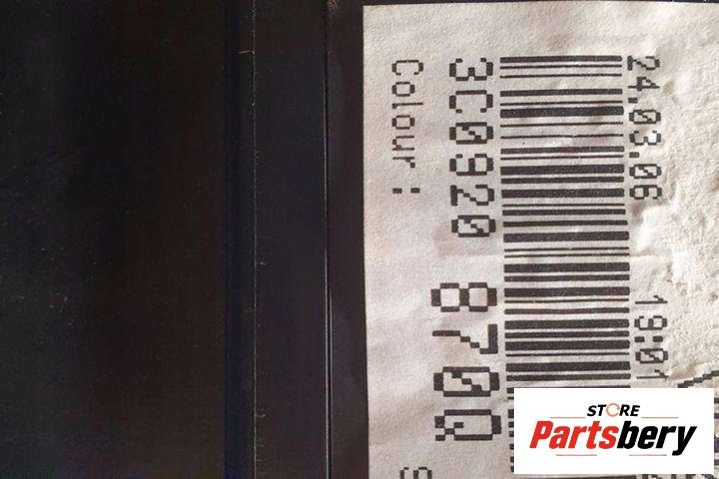 24.03.06 19:01
3C0920 870Q
Colour:
S
STORE
Partsbery